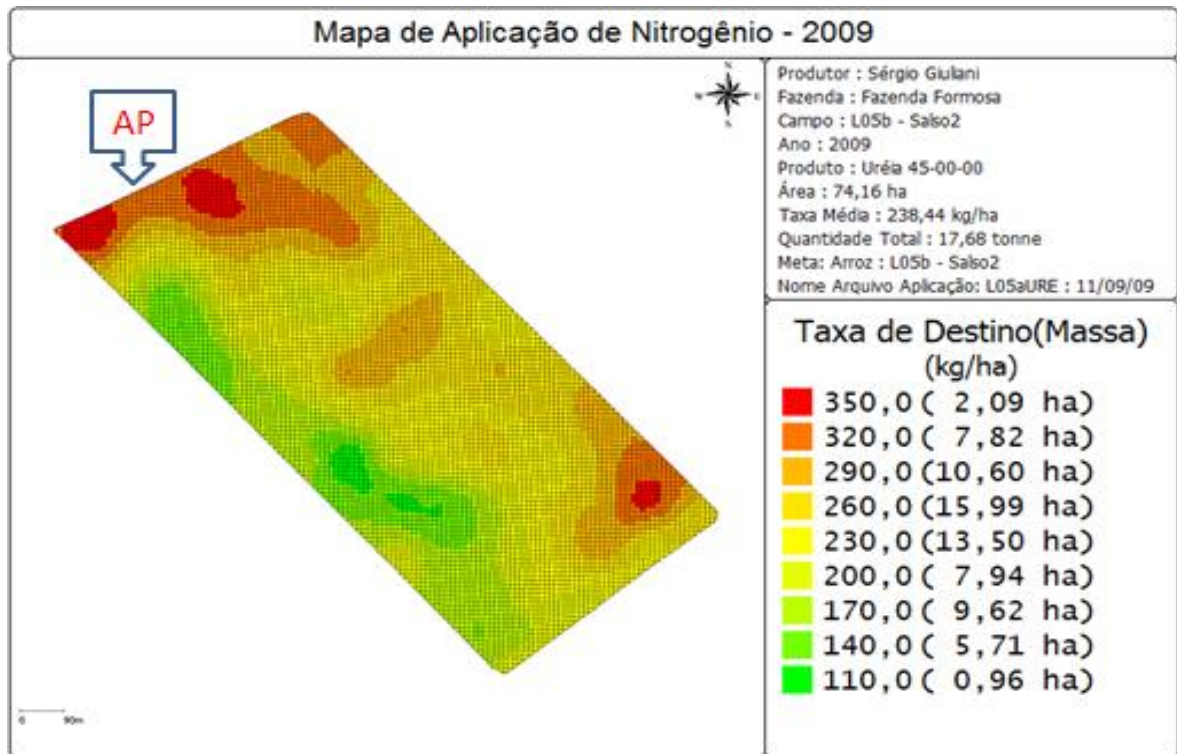 Mapa de Aplicação de Nitrogênio - 2009
AP
N
W
E
S
Produtor : Sérgio Giuliani
Fazenda : Fazenda Formosa
Campo : L05b - Salso2
Ano : 2009
Produto : Uréia 45-00-00
Área : 74,16 ha
Taxa Média : 238,44 kg/ha
Quantidade Total : 17,68 tonne
Meta: Arroz : L05b - Salso2
Nome Arquivo Aplicação: L05aURE : 11/09/09
Taxa de Destino(Massa)
(kg/ha)
350,0 ( 2,09 ha)
320,0 ( 7,82 ha)
290,0 (10,60 ha)
260,0 (15,99 ha)
230,0 (13,50 ha)
200,0 ( 7,94 ha)
170,0 ( 9,62 ha)
140,0 ( 5,71 ha)
110,0 ( 0,96 ha)
0 90m